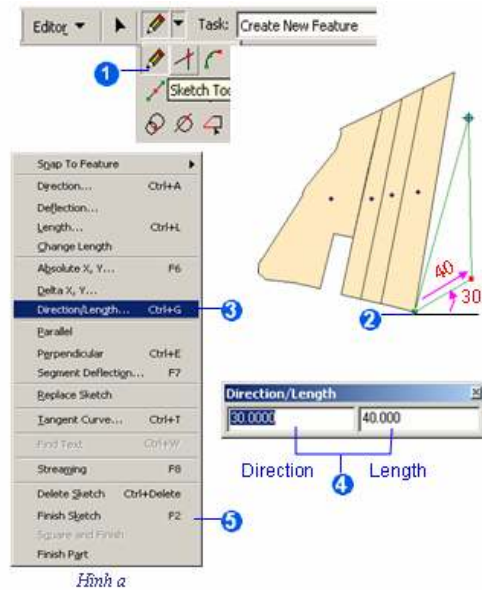 Editor
Task:
Create New Feature
1
Sketch Too
Snap To Feature
Direction... Ctrl+A
Deflection...
Length... Ctrl+L
Change Length
Absolute X, Y... F6
Delta X, Y...
Direction/Length... Ctrl+G
3
Parallel
Perpendicular Ctrl+E
Segment Deflection... F7
Replace Sketch
Tangent Curve... Ctrl+T
Find Text Ctrl+W
Streaming F8
Delete Sketch Ctrl+Delete
Finish Sketch F2
5
Square and Finish
Finish Part
40
30
2
Direction/Length
30.0000
40.000
Direction
Length
4
Hình a